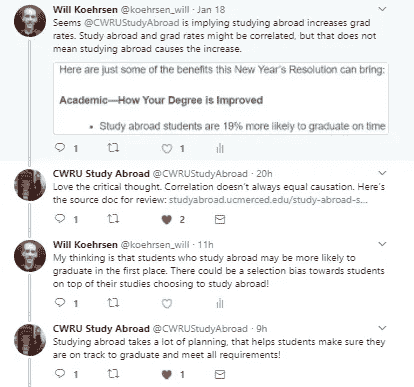 Will Koehrsen @koehrsen_will · Jan 18
Seems @CWRUStudyAbroad is implying studying abroad increases grad
rates. Study abroad and grad rates might be correlated, but that does not
mean studying abroad causes the increase.
Here are just some of the benefits this New Year's Resolution can bring:
Academic—How Your Degree is Improved
• Study abroad students are 19% more likely to graduate on time
1 1
CWRU Study Abroad @CWRUStudyAbroad · 20h
Love the critical thought. Correlation doesn't always equal causation. Here's
the source doc for review: studyabroad.ucmerced.edu/study-abroad-s...
1 2
Will Koehrsen @koehrsen_will · 11h
My thinking is that students who study abroad may be more likely to
graduate in the first place. There could be a selection bias towards students
on top of their studies choosing to study abroad!
1
CWRU Study Abroad @CWRUStudyAbroad · 9h
Studying abroad takes a lot of planning, that helps students make sure they
are on track to graduate and meet all requirements!
1 1